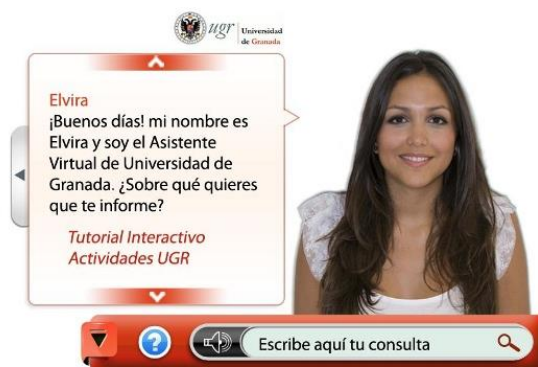 ugr Universidad
de Granada
Elvira
¡Buenos días! mi nombre es
Elvira y soy el Asistente
Virtual de Universidad de
Granada. ¿Sobre qué quieres
que te informe?
Tutorial Interactivo
Actividades UGR
?
Escribe aquí tu consulta